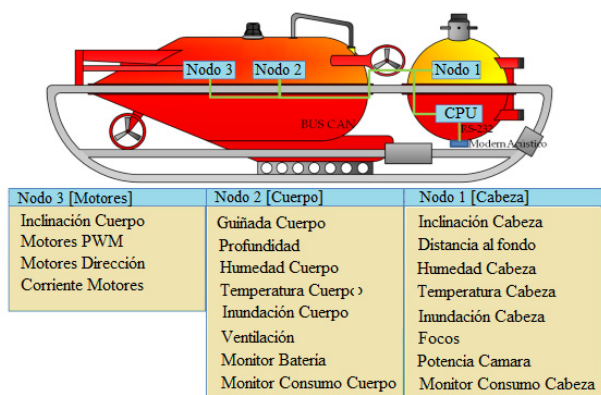 Nodo 3
Nodo 2
Nodo 1
CPU
BUS CAN
RS-232
Modem Acústico
Nodo 3 [Motores]
Inclinación Cuerpo
Motores PWM
Motores Dirección
Corriente Motores
Nodo 2 [Cuerpo]
Guiñada Cuerpo
Profundidad
Humedad Cuerpo
Temperatura Cuerpo
Inundación Cuerpo
Ventilación
Monitor Bateria
Monitor Consumo Cuerpo
Nodo 1 [Cabeza]
Inclinación Cabeza
Distancia al fondo
Humedad Cabeza
Temperatura Cabeza
Inundación Cabeza
Focos
Potencia Camara
Monitor Consumo Cabeza